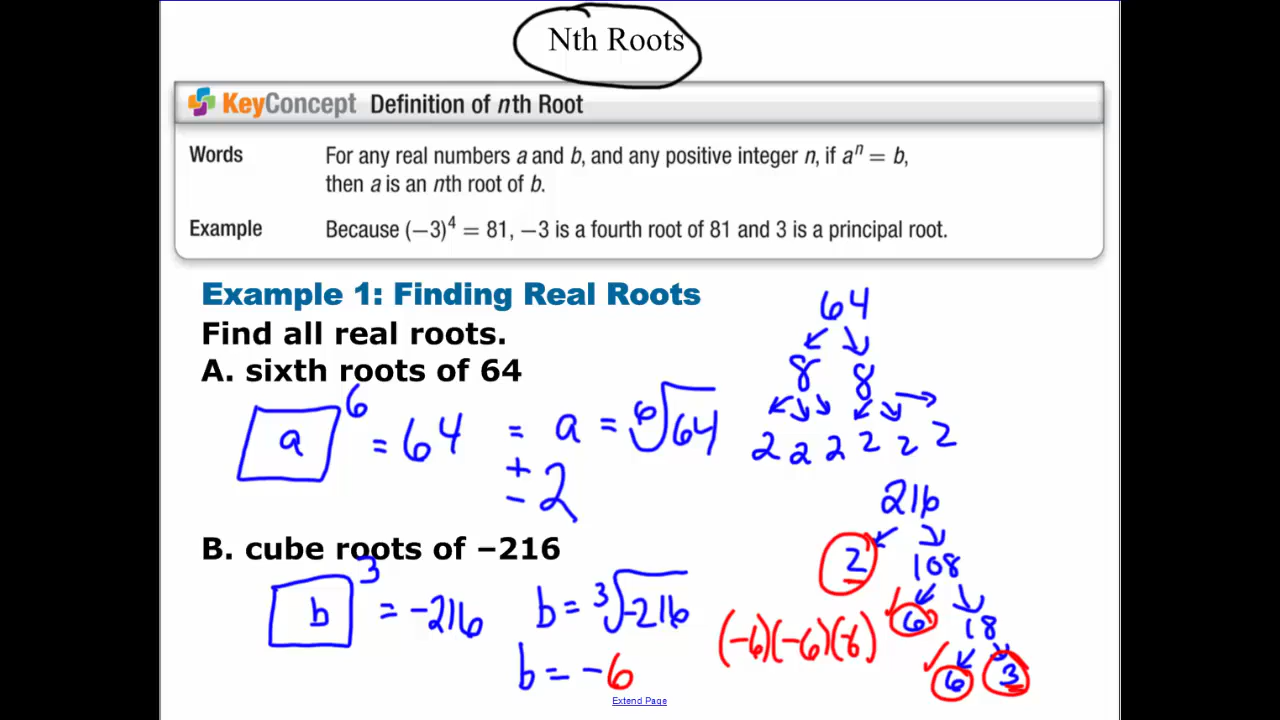 Nth Roots
KeyConcept Definition of nth Root
Words For any real numbers a and b, and any positive integer n, if aⁿ = b,
then a is an nth root of b.
Example Because (−3)⁴ = 81, −3 is a fourth root of 81 and 3 is a principal root.
Example 1: Finding Real Roots
Find all real roots.
A. sixth roots of 64
a⁶ = 64 = a = ⁶√64
± 2
64
8 8
2 2 2 2 2 2
B. cube roots of –216
b³ = -216 b = ³√-216
b = -6
(-6)(-6)(-6)
216
2 108
6 18
6 3
Extend Page